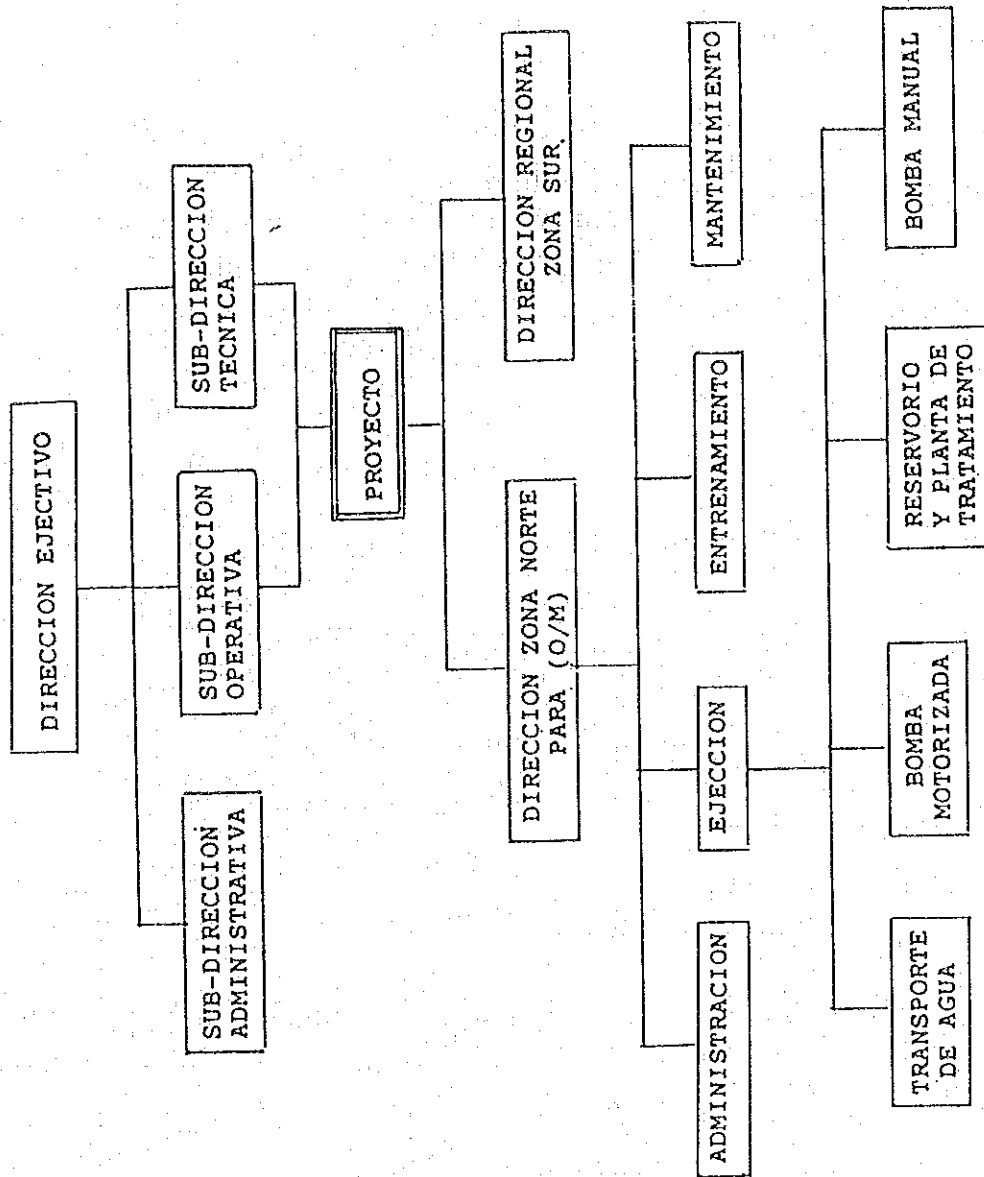 DIRECCION EJECTIVO
SUB-DIRECCION
ADMINISTRATIVA
SUB-DIRECCION
OPERATIVA
SUB-DIRECCION
TECNICA
PROYECTO
DIRECCION ZONA NORTE
PARA (O/M)
DIRECCION REGIONAL
ZONA SUR.
ADMINISTRACION
EJECCION
ENTRENAMIENTO
MANTENIMIENTO
TRANSPORTE
DE AGUA
BOMBA
MOTORIZADA
RESERVORIO
Y PLANTA DE
TRATAMIENTO
BOMBA MANUAL